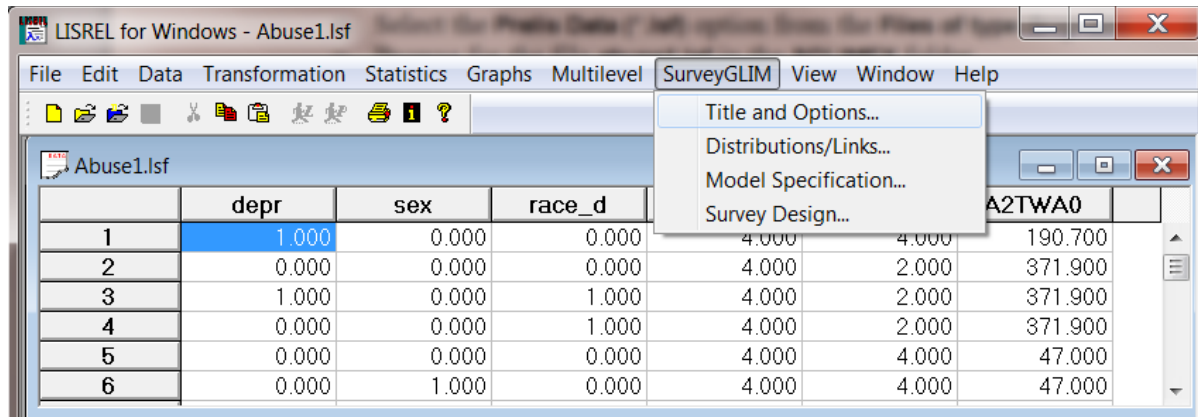 LISREL for Windows - Abuse1.lsf
File Edit Data Transformation Statistics Graphs Multilevel SurveyGLIM View Window Help
Title and Options...
Distributions/Links...
Model Specification...
Survey Design...
Abuse1.lsf
depr sex race_d A2TWA0
1 1.000 0.000 0.000 4.000 4.000 190.700
2 0.000 0.000 0.000 4.000 2.000 371.900
3 1.000 0.000 1.000 4.000 2.000 371.900
4 0.000 0.000 1.000 4.000 2.000 371.900
5 0.000 0.000 0.000 4.000 4.000 47.000
6 0.000 1.000 0.000 4.000 4.000 47.000